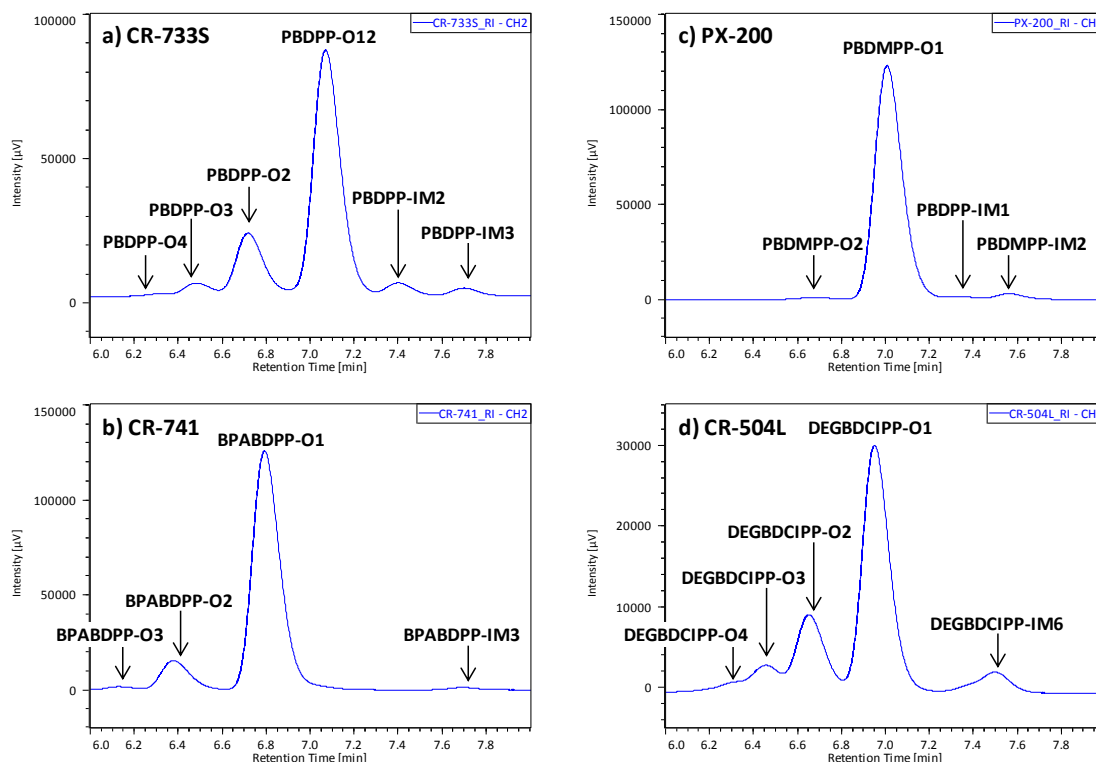 a) CR-733S
CR-733S_RI - CH2
PBDPP-O12
PBDPP-O2
PBDPP-O3
PBDPP-O4
PBDPP-IM2
PBDPP-IM3
100000
50000
0
Intensity [µV]
6.0 6.2 6.4 6.6 6.8 7.0 7.2 7.4 7.6 7.8
Retention Time [min]
c) PX-200
PX-200_RI - CH
PBDMPP-O1
PBDPP-IM1
PBDMPP-O2
PBDMPP-IM2
150000
100000
50000
0
Intensity [µV]
6.0 6.2 6.4 6.6 6.8 7.0 7.2 7.4 7.6 7.8
Retention Time [min]
b) CR-741
CR-741_RI - CH2
BPABDPP-O1
BPABDPP-O2
BPABDPP-O3
BPABDPP-IM3
150000
100000
50000
0
Intensity [µV]
6.0 6.2 6.4 6.6 6.8 7.0 7.2 7.4 7.6 7.8
Retention Time [min]
d) CR-504L
CR-504L_RI - CH
DEGBDCIPP-O1
DEGBDCIPP-O2
DEGBDCIPP-O3
DEGBDCIPP-O4
DEGBDCIPP-IM6
30000
20000
10000
0
Intensity [µV]
6.0 6.2 6.4 6.6 6.8 7.0 7.2 7.4 7.6 7.8
Retention Time [min]